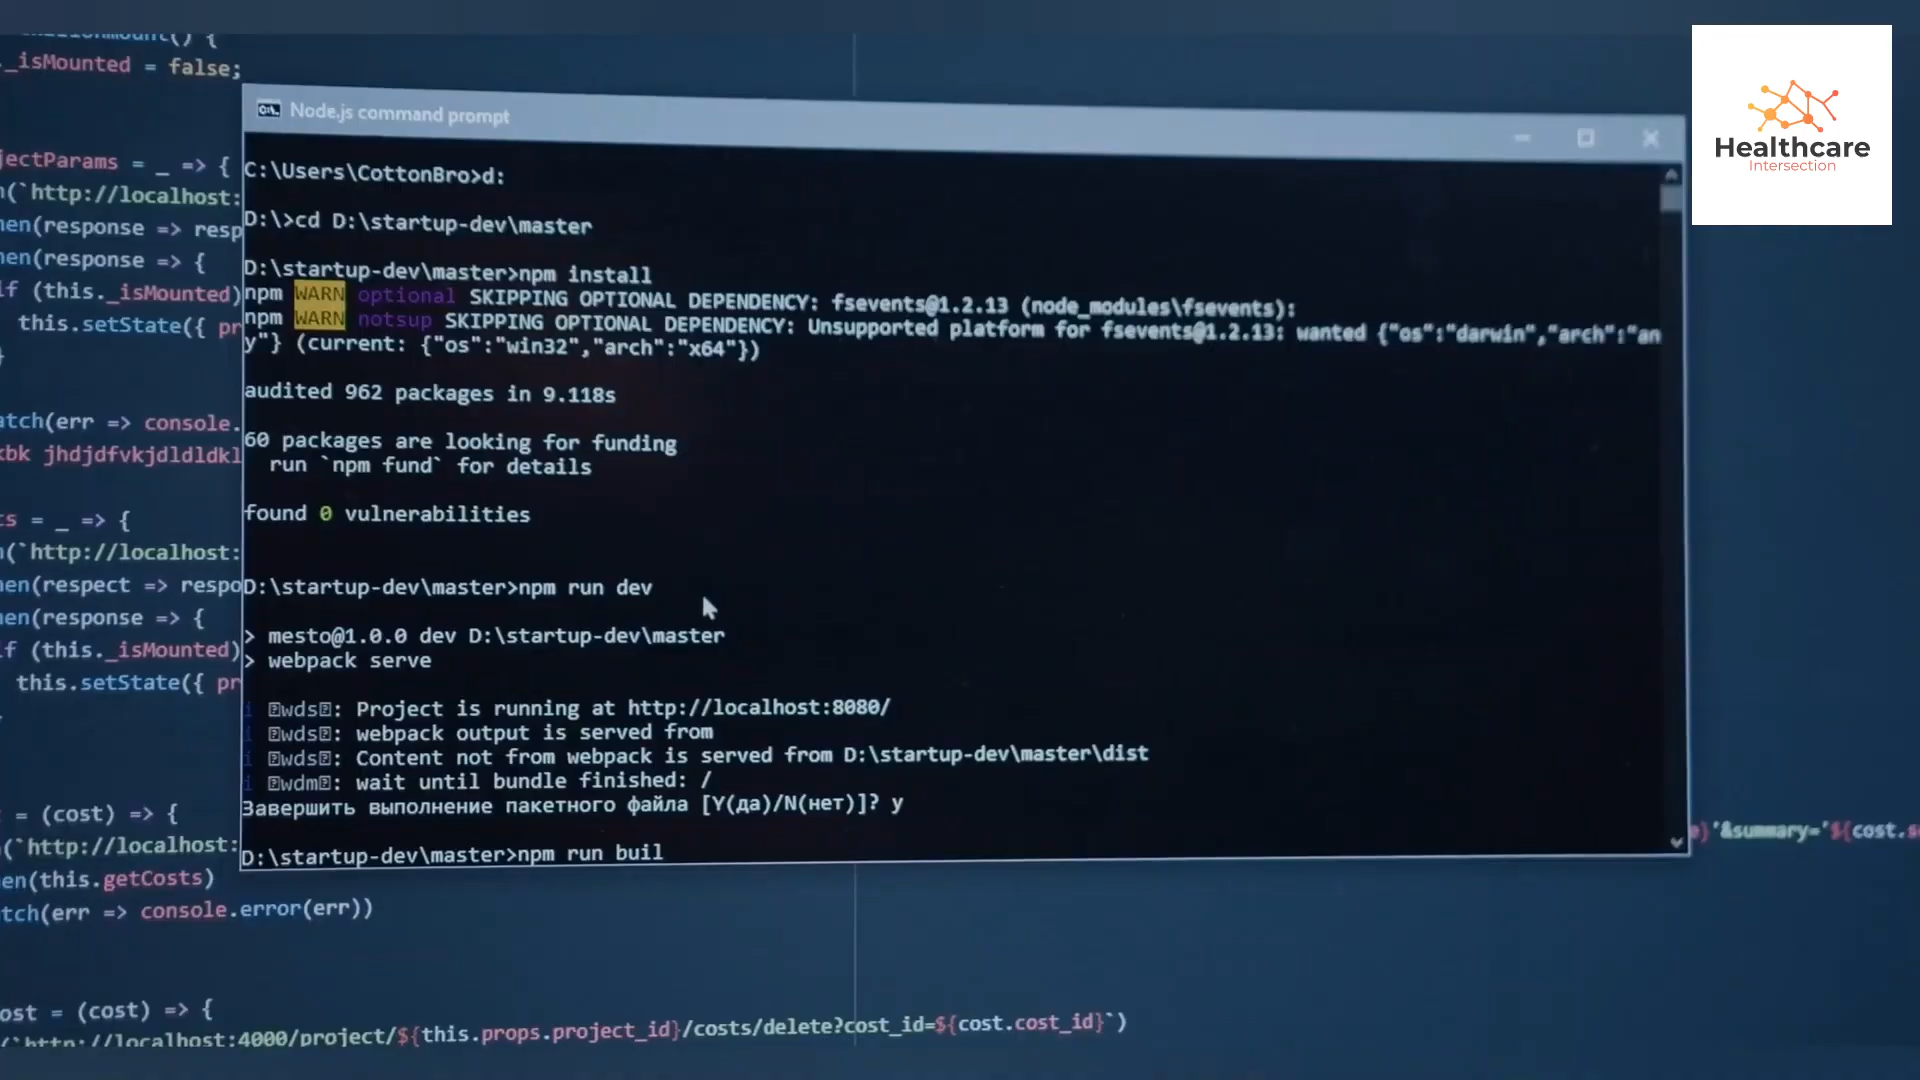 _isMounted = false;
Node.js command prompt
Healthcare
Intersection
C:\Users\CottonBro>d:
D:\>cd D:\startup-dev\master
D:\startup-dev\master>npm install
npm WARN optional SKIPPING OPTIONAL DEPENDENCY: fsevents@1.2.13 (node_modules\fsevents):
npm WARN notsup SKIPPING OPTIONAL DEPENDENCY: Unsupported platform for fsevents@1.2.13: wanted {"os":"darwin","arch":"an
y"} (current: {"os":"win32","arch":"x64"})
audited 962 packages in 9.118s
60 packages are looking for funding
run `npm fund` for details
found 0 vulnerabilities
D:\startup-dev\master>npm run dev
> mesto@1.0.0 dev D:\startup-dev\master
> webpack serve
i ⍰wds⍰: Project is running at http://localhost:8080/
i ⍰wds⍰: webpack output is served from
i ⍰wds⍰: Content not from webpack is served from D:\startup-dev\master\dist
i ⍰wdm⍰: wait until bundle finished: /
Завершить выполнение пакетного файла [Y(да)/N(нет)]? y
D:\startup-dev\master>npm run buil
jectParams = _ => {
(`http://localhost:
hen(response => resp
hen(response => {
if (this._isMounted)
this.setState({ pr
}
atch(err => console.
kbk jhdjdfvkjdldldkl
ts = _ => {
(`http://localhost:
hen(respect => respo
hen(response => {
if (this._isMounted)
this.setState({ pr
= (cost) => {
(`http://localhost:
}'&summary='${cost.s
en(this.getCosts)
tch(err => console.error(err))
ost = (cost) => {
(`http://localhost:4000/project/${this.props.project_id}/costs/delete?cost_id=${cost.cost_id}`)